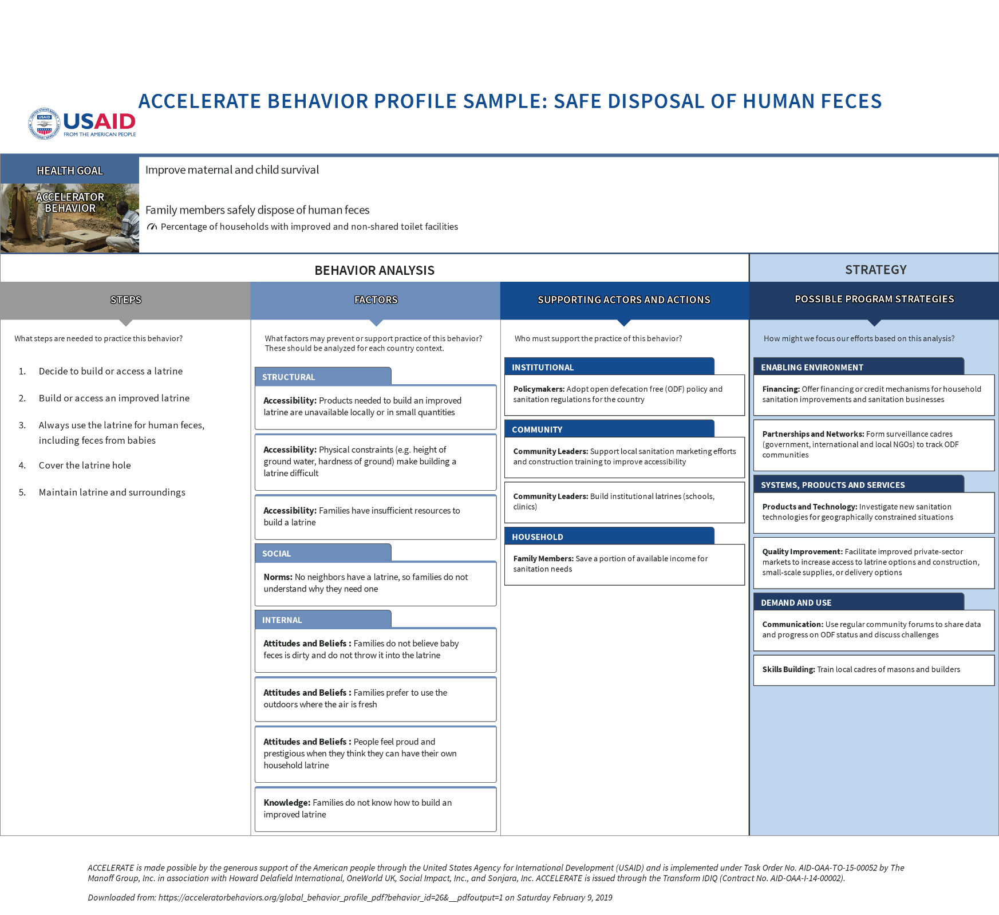 ACCELERATE BEHAVIOR PROFILE SAMPLE: SAFE DISPOSAL OF HUMAN FECES
UNITED STATES AGENCY
USAID
INTERNATIONAL DEVELOPMENT
USAID
FROM THE AMERICAN PEOPLE
HEALTH GOAL
Improve maternal and child survival
ACCELERATOR
BEHAVIOR
Family members safely dispose of human feces
Percentage of households with improved and non-shared toilet facilities
BEHAVIOR ANALYSIS
STRATEGY
STEPS
What steps are needed to practice this behavior?
1. Decide to build or access a latrine
2. Build or access an improved latrine
3. Always use the latrine for human feces,
including feces from babies
4. Cover the latrine hole
5. Maintain latrine and surroundings
FACTORS
What factors may prevent or support practice of this behavior?
These should be analyzed for each country context.
STRUCTURAL
Accessibility: Products needed to build an improved
latrine are unavailable locally or in small quantities
Accessibility: Physical constraints (e.g. height of
ground water, hardness of ground) make building a
latrine difficult
Accessibility: Families have insufficient resources to
build a latrine
SOCIAL
Norms: No neighbors have a latrine, so families do not
understand why they need one
INTERNAL
Attitudes and Beliefs : Families do not believe baby
feces is dirty and do not throw it into the latrine
Attitudes and Beliefs : Families prefer to use the
outdoors where the air is fresh
Attitudes and Beliefs : People feel proud and
prestigious when they think they can have their own
household latrine
Knowledge: Families do not know how to build an
improved latrine
SUPPORTING ACTORS AND ACTIONS
Who must support the practice of this behavior?
INSTITUTIONAL
Policymakers: Adopt open defecation free (ODF) policy and
sanitation regulations for the country
COMMUNITY
Community Leaders: Support local sanitation marketing efforts
and construction training to improve accessibility
Community Leaders: Build institutional latrines (schools,
clinics)
HOUSEHOLD
Family Members: Save a portion of available income for
sanitation needs
POSSIBLE PROGRAM STRATEGIES
How might we focus our efforts based on this analysis?
ENABLING ENVIRONMENT
Financing: Offer financing or credit mechanisms for household
sanitation improvements and sanitation businesses
Partnerships and Networks: Form surveillance cadres
(government, international and local NGOs) to track ODF
communities
SYSTEMS, PRODUCTS AND SERVICES
Products and Technology: Investigate new sanitation
technologies for geographically constrained situations
Quality Improvement: Facilitate improved private-sector
markets to increase access to latrine options and construction,
small-scale supplies, or delivery options
DEMAND AND USE
Communication: Use regular community forums to share data
and progress on ODF status and discuss challenges
Skills Building: Train local cadres of masons and builders
ACCELERATE is made possible by the generous support of the American people through the United States Agency for International Development (USAID) and is implemented under Task Order No. AID-OAA-TO-15-00052 by The
Manoff Group, Inc. in association with Howard Delafield International, OneWorld UK, Social Impact, Inc., and Sonjara, Inc. ACCELERATE is issued through the Transform IDIQ (Contract No. AID-OAA-I-14-00002).
Downloaded from: https://acceleratorbehaviors.org/global_behavior_profile_pdf?behavior_id=26&__pdfoutput=1 on Saturday February 9, 2019